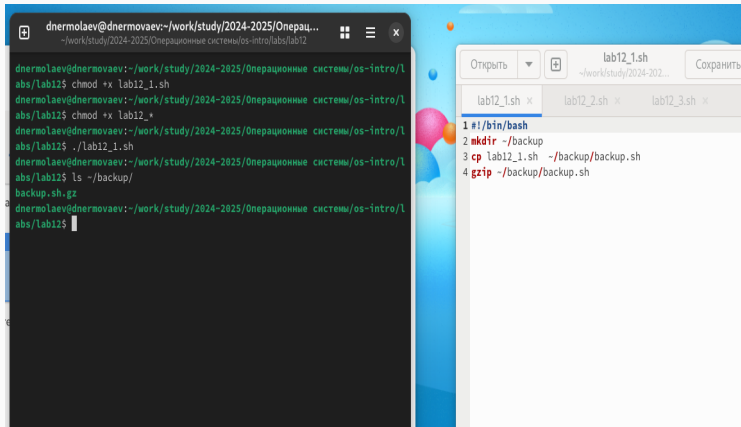 dnermolaev@dnermovaev:~/work/study/2024-2025/Операц...
~/work/study/2024-2025/Операционные системы/os-intro/labs/lab12
dnermolaev@dnermovaev:~/work/study/2024-2025/Операционные системы/os-intro/l
abs/lab12$ chmod +x lab12_1.sh
dnermolaev@dnermovaev:~/work/study/2024-2025/Операционные системы/os-intro/l
abs/lab12$ chmod +x lab12_*
dnermolaev@dnermovaev:~/work/study/2024-2025/Операционные системы/os-intro/l
abs/lab12$ ./lab12_1.sh
dnermolaev@dnermovaev:~/work/study/2024-2025/Операционные системы/os-intro/l
abs/lab12$ ls ~/backup/
backup.sh.gz
dnermolaev@dnermovaev:~/work/study/2024-2025/Операционные системы/os-intro/l
abs/lab12$
Открыть
lab12_1.sh
~/work/study/2024-202...
Сохранить
lab12_1.sh × lab12_2.sh × lab12_3.sh ×
1 #!/bin/bash
2 mkdir ~/backup
3 cp lab12_1.sh  ~/backup/backup.sh
4 gzip ~/backup/backup.sh